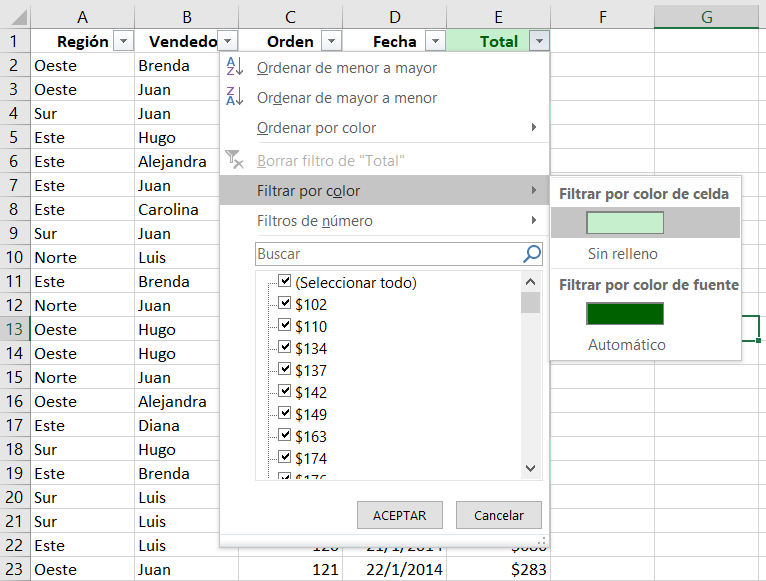 A B C D E F G
1 Región Vendedo Orden Fecha Total
2 Oeste Brenda
3 Oeste Juan
4 Sur Juan
5 Este Hugo
6 Este Alejandra
7 Este Juan
8 Este Carolina
9 Sur Juan
10 Norte Luis
11 Este Brenda
12 Norte Juan
13 Oeste Hugo
14 Oeste Hugo
15 Norte Juan
16 Oeste Alejandra
17 Este Diana
18 Sur Hugo
19 Este Brenda
20 Sur Luis
21 Sur Luis
22 Este Luis
23 Oeste Juan 121 22/1/2014 $283
Ordenar de menor a mayor
Ordenar de mayor a menor
Ordenar por color
Borrar filtro de "Total"
Filtrar por color
Filtros de número
Buscar
(Seleccionar todo)
$102
$110
$134
$137
$142
$149
$163
$174
ACEPTAR Cancelar
Filtrar por color de celda
Sin relleno
Filtrar por color de fuente
Automático